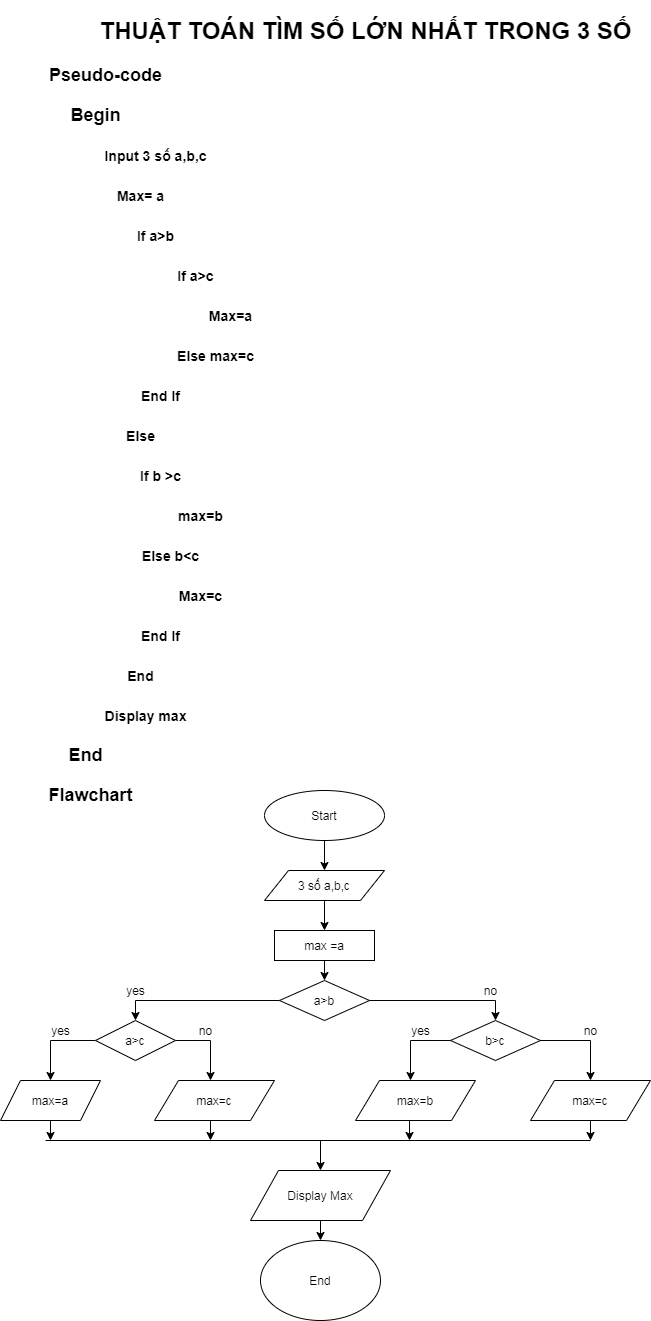 THUẬT TOÁN TÌM SỐ LỚN NHẤT TRONG 3 SỐ
Pseudo-code
Begin
Input 3 số a,b,c
Max= a
If a>b
If a>c
Max=a
Else max=c
End If
Else
If b >c
max=b
Else b<c
Max=c
End If
End
Display max
End
Flawchart
Start
3 số a,b,c
max =a
a>b
yes
no
a>c
b>c
yes
no
yes
no
max=a
max=c
max=b
max=c
Display Max
End